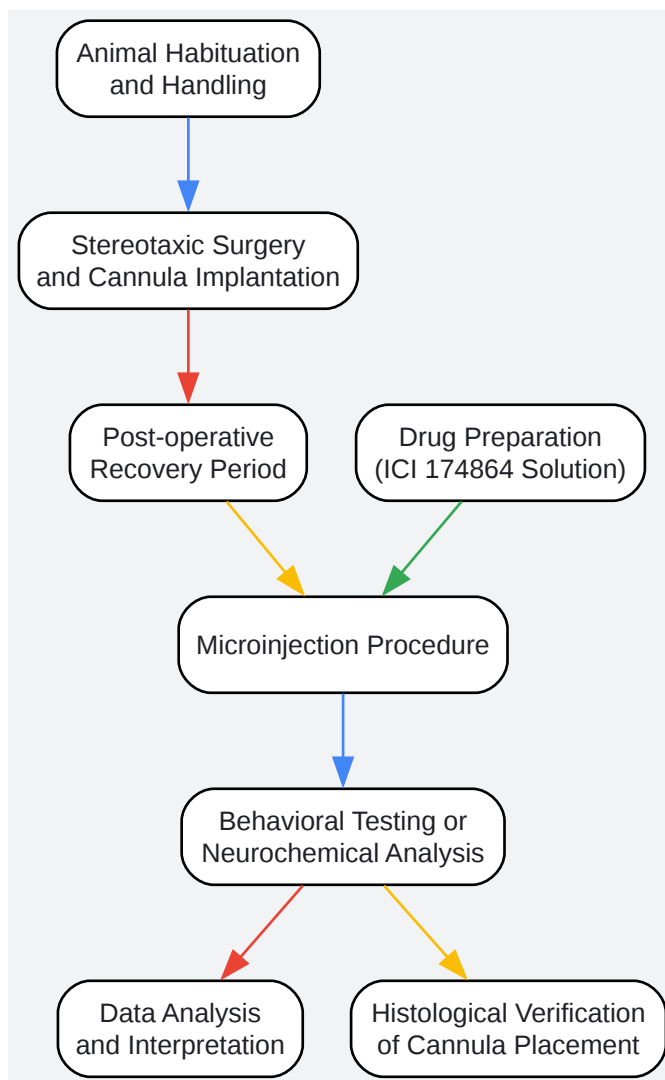 Animal Habituation
and Handling
Stereotaxic Surgery
and Cannula Implantation
Post-operative
Recovery Period
Drug Preparation
(ICI 174864 Solution)
Microinjection Procedure
Behavioral Testing or
Neurochemical Analysis
Data Analysis
and Interpretation
Histological Verification
of Cannula Placement